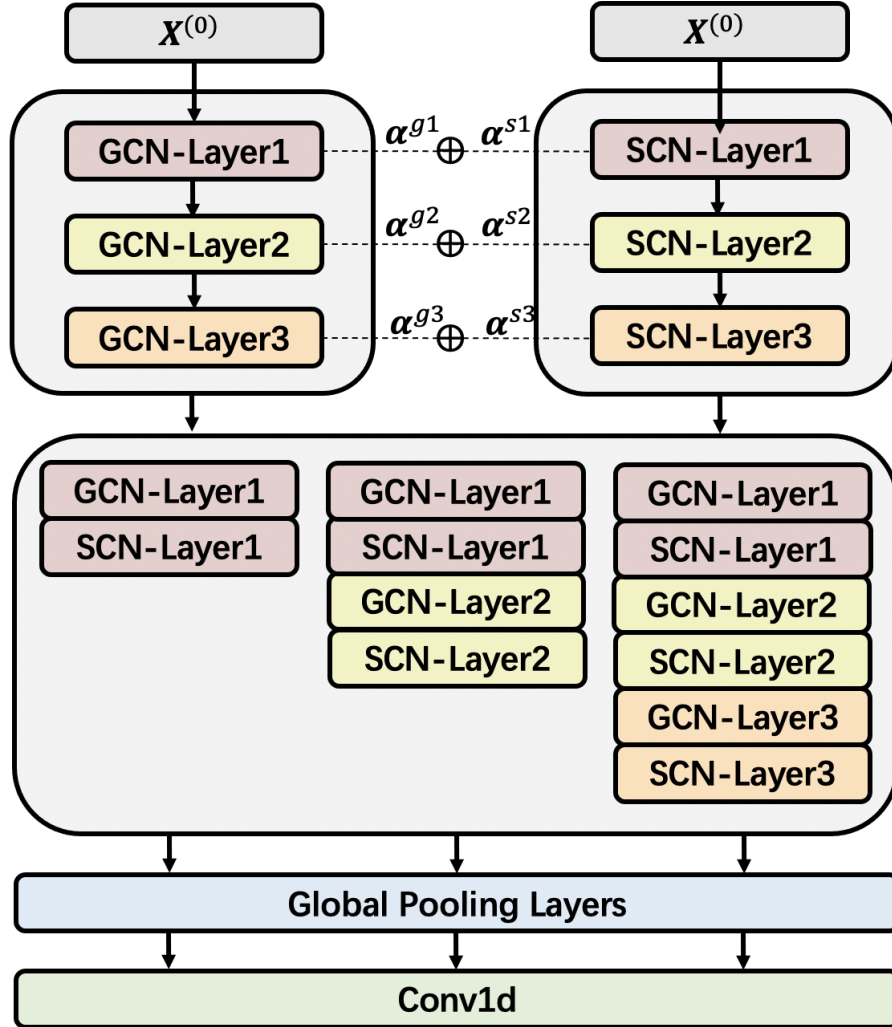 X^{(0)}
X^{(0)}
GCN-Layer1
α^{g1} ⊕ α^{s1}
SCN-Layer1
GCN-Layer2
α^{g2} ⊕ α^{s2}
SCN-Layer2
GCN-Layer3
α^{g3} ⊕ α^{s3}
SCN-Layer3
GCN-Layer1
SCN-Layer1
GCN-Layer1
SCN-Layer1
GCN-Layer2
SCN-Layer2
GCN-Layer1
SCN-Layer1
GCN-Layer2
SCN-Layer2
GCN-Layer3
SCN-Layer3
Global Pooling Layers
Conv1d